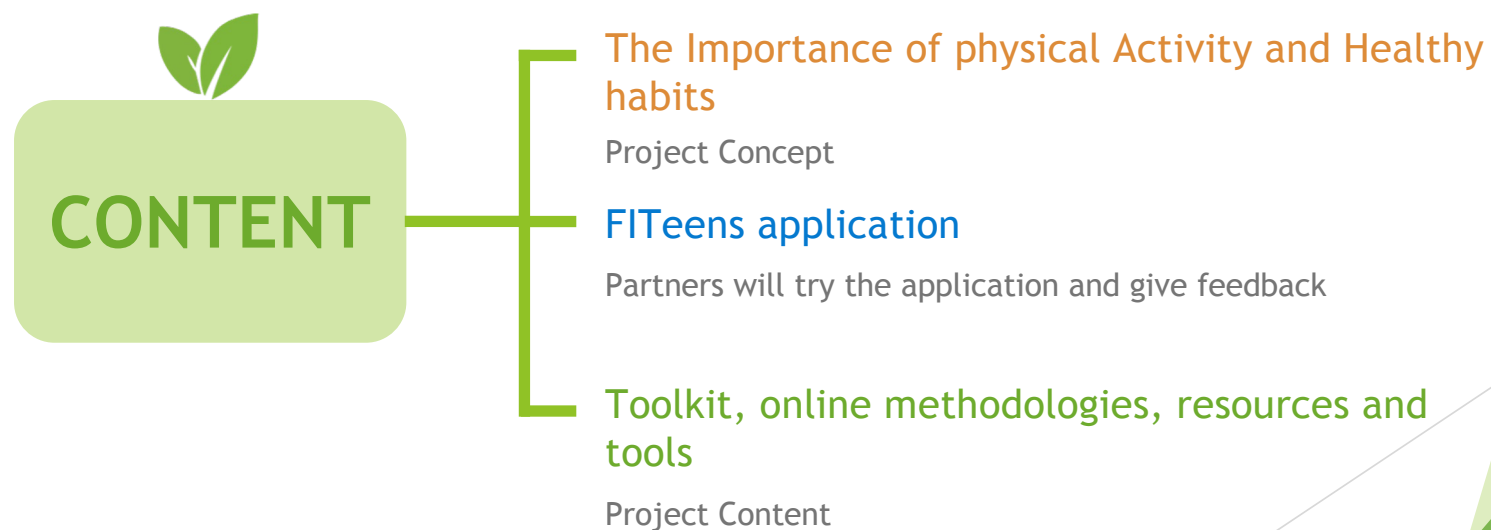 CONTENT
The Importance of physical Activity and Healthy
habits
Project Concept
FITeens application
Partners will try the application and give feedback
Toolkit, online methodologies, resources and
tools
Project Content